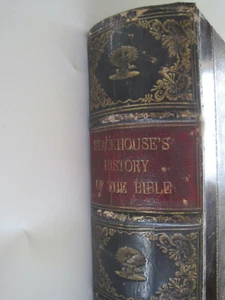 STACKHOUSE'S
HISTORY
OF THE BIBLE